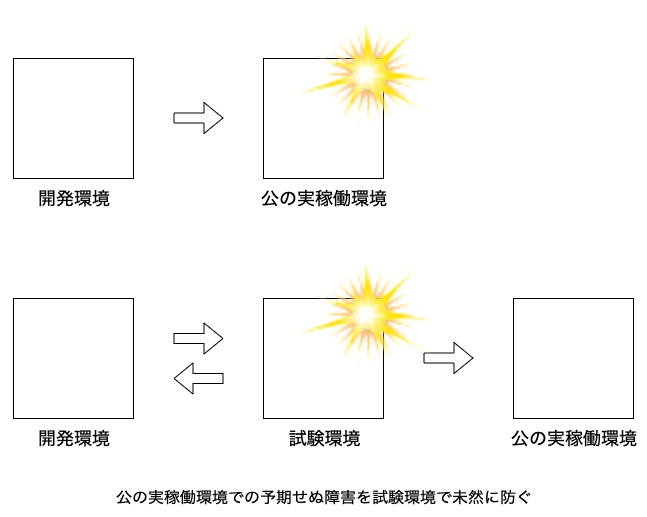 開発環境
公の実稼働環境
開発環境
試験環境
公の実稼働環境
公の実稼働環境での予期せぬ障害を試験環境で未然に防ぐ